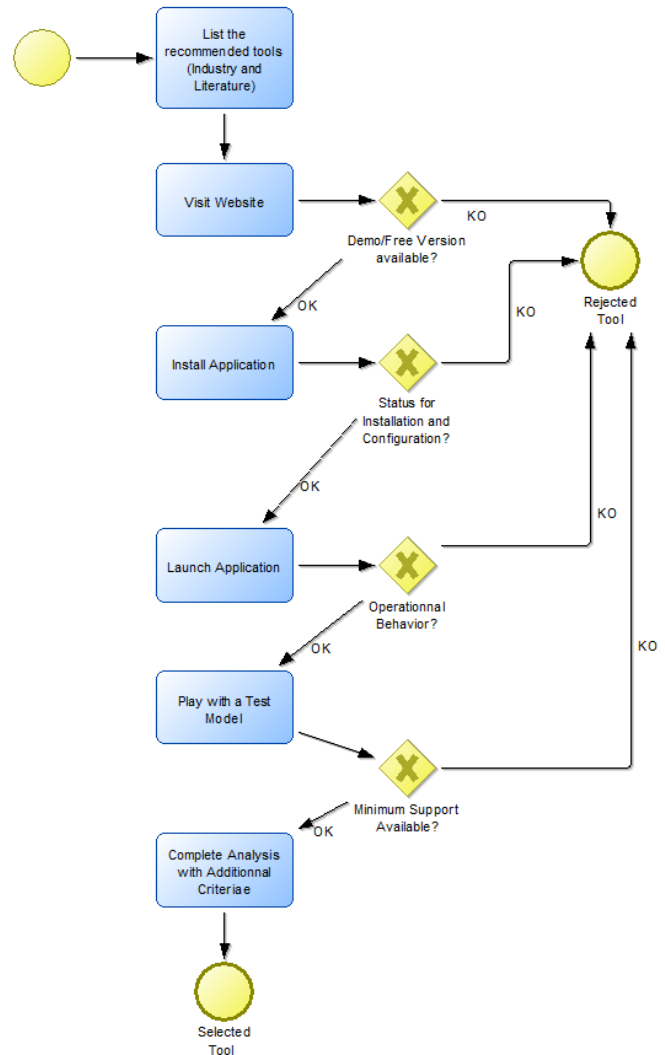 List the
recommended tools
(Industry and
Literature)
Visit Website
KO
Demo/Free Version
available?
Rejected
Tool
OK
KO
Install Application
Status for
Installation and
Configuration?
OK
KO
Launch Application
Operationnal
Behavior?
OK
KO
Play with a Test
Model
Minimum Support
Available?
OK
Complete Analysis
with Additionnal
Criteriae
Selected
Tool